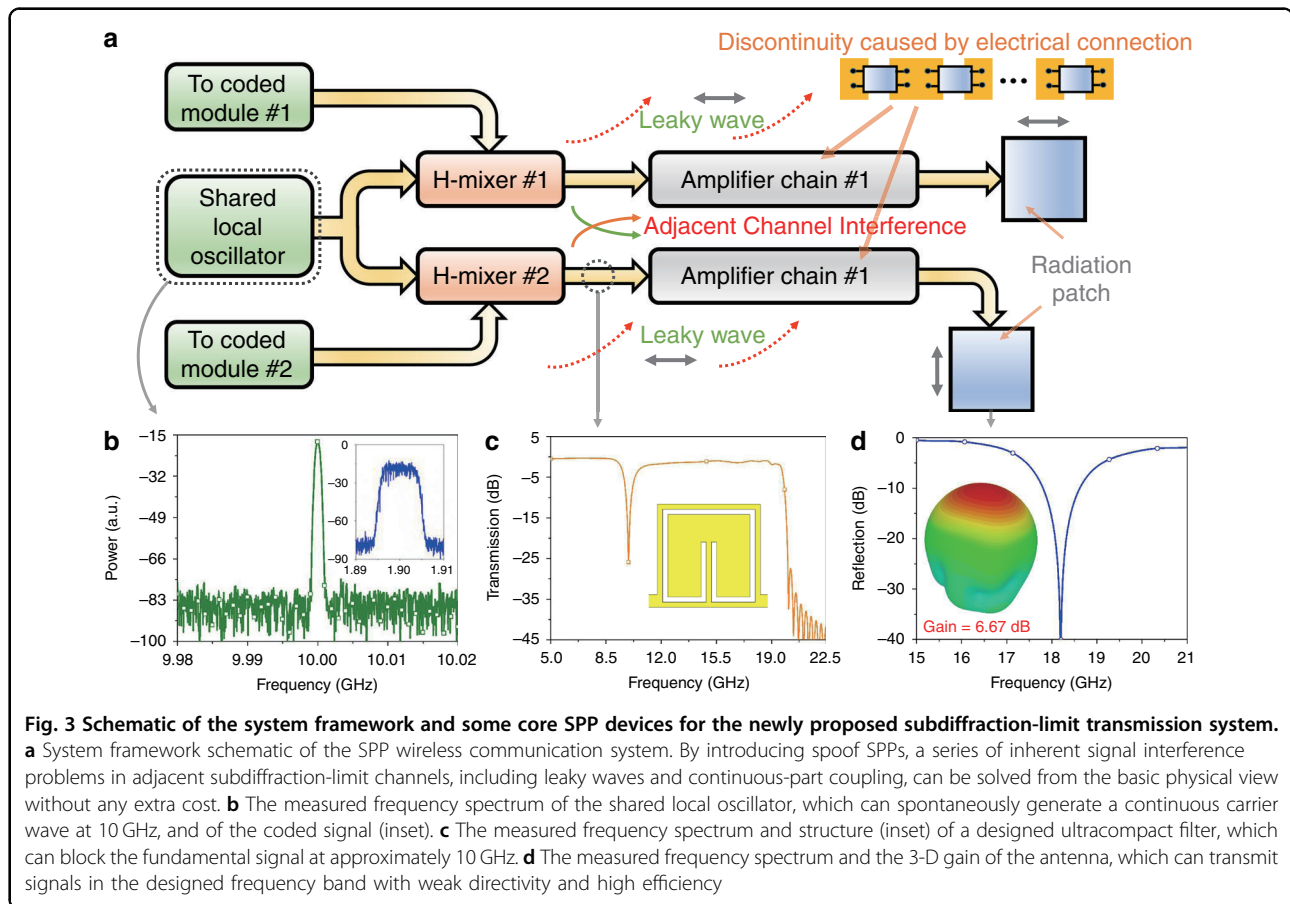 a
Discontinuity caused by electrical connection
To coded
module #1
Leaky wave
Shared
local
oscillator
H-mixer #1
Amplifier chain #1
Adjacent Channel Interference
H-mixer #2
Amplifier chain #1
Radiation
patch
To coded
module #2
Leaky wave
b
Power (a.u.)
–15
–32
–49
–66
–83
–100
9.98
9.99
10.00
10.01
10.02
Frequency (GHz)
0
–30
–60
–90
1.89
1.90
1.91
c
Transmission (dB)
5
–5
–15
–25
–35
–45
5.0
8.5
12.0
15.5
19.0
22.5
Frequency (GHz)
d
Reflection (dB)
0
–10
–20
–30
–40
Gain = 6.67 dB
15
16
17
18
19
20
21
Frequency (GHz)
Fig. 3 Schematic of the system framework and some core SPP devices for the newly proposed subdiffraction-limit transmission system.
a System framework schematic of the SPP wireless communication system. By introducing spoof SPPs, a series of inherent signal interference
problems in adjacent subdiffraction-limit channels, including leaky waves and continuous-part coupling, can be solved from the basic physical view
without any extra cost. b The measured frequency spectrum of the shared local oscillator, which can spontaneously generate a continuous carrier
wave at 10 GHz, and of the coded signal (inset). c The measured frequency spectrum and structure (inset) of a designed ultracompact filter, which
can block the fundamental signal at approximately 10 GHz. d The measured frequency spectrum and the 3-D gain of the antenna, which can transmit
signals in the designed frequency band with weak directivity and high efficiency